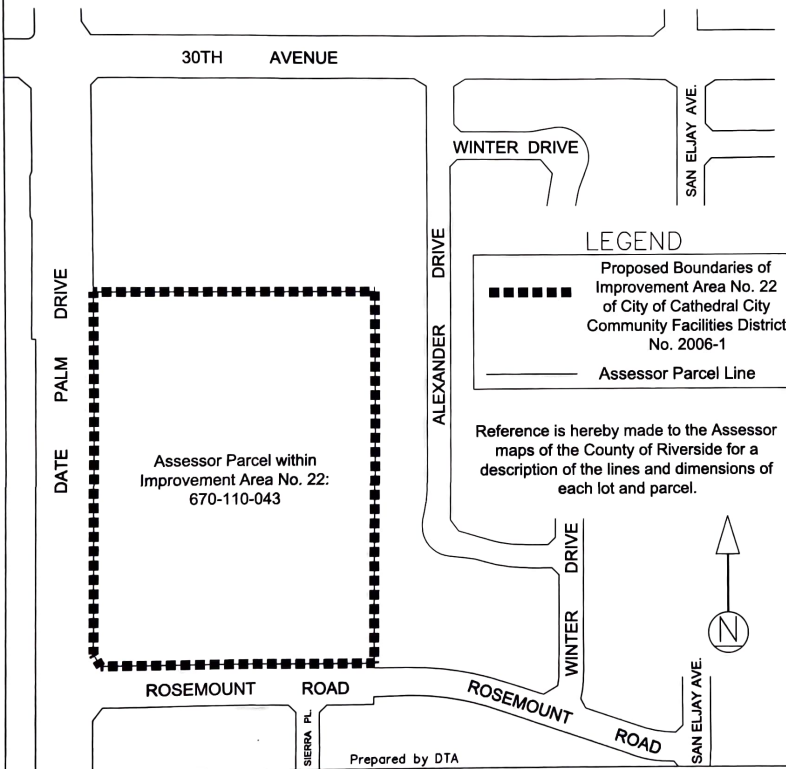 30TH AVENUE
WINTER DRIVE
SAN ELJAY AVE.
DATE PALM DRIVE
ALEXANDER DRIVE
LEGEND
Proposed Boundaries of
Improvement Area No. 22
of City of Cathedral City
Community Facilities District
No. 2006-1
Assessor Parcel Line
Reference is hereby made to the Assessor
maps of the County of Riverside for a
description of the lines and dimensions of
each lot and parcel.
Assessor Parcel within
Improvement Area No. 22:
670-110-043
WINTER DRIVE
N
ROSEMOUNT ROAD
ROSEMOUNT ROAD
SIERRA PL.
SAN ELJAY AVE.
Prepared by DTA